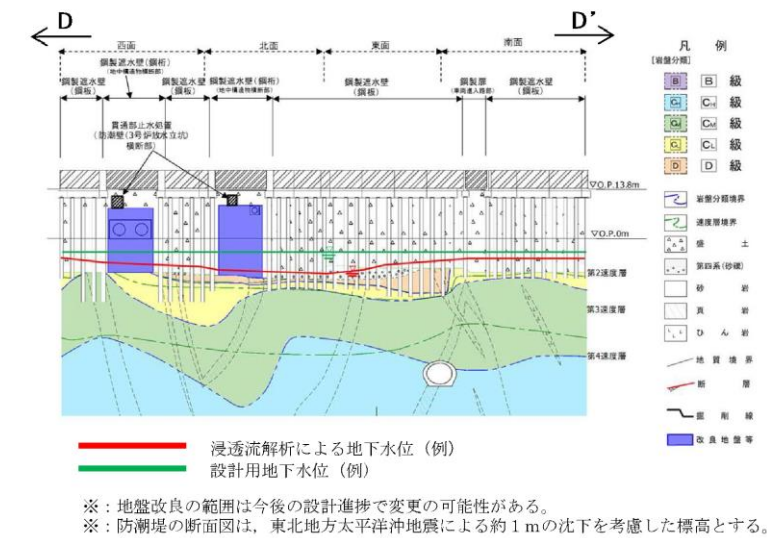 D
D’
西面
北面
東面
南面
鋼製遮水壁(鋼桁)
(地中構造物横断部)
鋼製遮水壁
(鋼板)
鋼製遮水壁
(鋼板)
鋼製遮水壁(鋼桁)
(地中構造物横断部)
鋼製遮水壁
(鋼板)
鋼製扉
(車両進入路部)
鋼製遮水壁
(鋼板)
貫通部止水処置
(防潮壁(3号炉放水立坑)
横断部)
▽O.P.13.8m
▽O.P.0m
第2速度層
第3速度層
第4速度層
凡 例
[岩盤分類]
B B 級
CH CH 級
CM CM 級
CL CL 級
D D 級
岩盤分類境界
速度層境界
盛 土
第四系(砂礫)
砂 岩
頁 岩
ひん岩
地質境界
断 層
掘削線
改良地盤等
浸透流解析による地下水位(例)
設計用地下水位(例)
※:地盤改良の範囲は今後の設計進捗で変更の可能性がある。
※:防潮堤の断面図は,東北地方太平洋沖地震による約1mの沈下を考慮した標高とする。